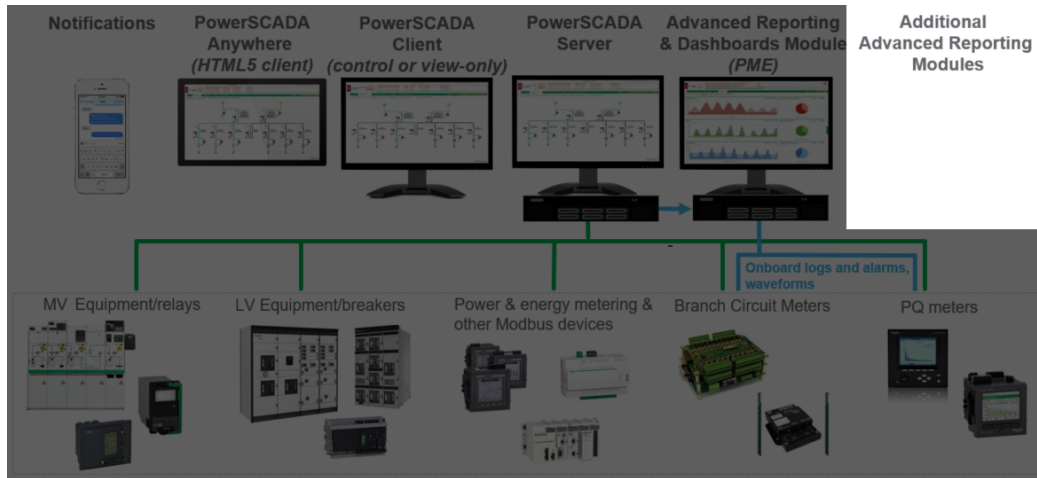 Notifications
PowerSCADA
Anywhere
(HTML5 client)
PowerSCADA
Client
(control or view-only)
PowerSCADA
Server
Advanced Reporting
& Dashboards Module
(PME)
Additional
Advanced Reporting
Modules
Onboard logs and alarms,
waveforms
MV Equipment/relays
LV Equipment/breakers
Power & energy metering &
other Modbus devices
Branch Circuit Meters
PQ meters